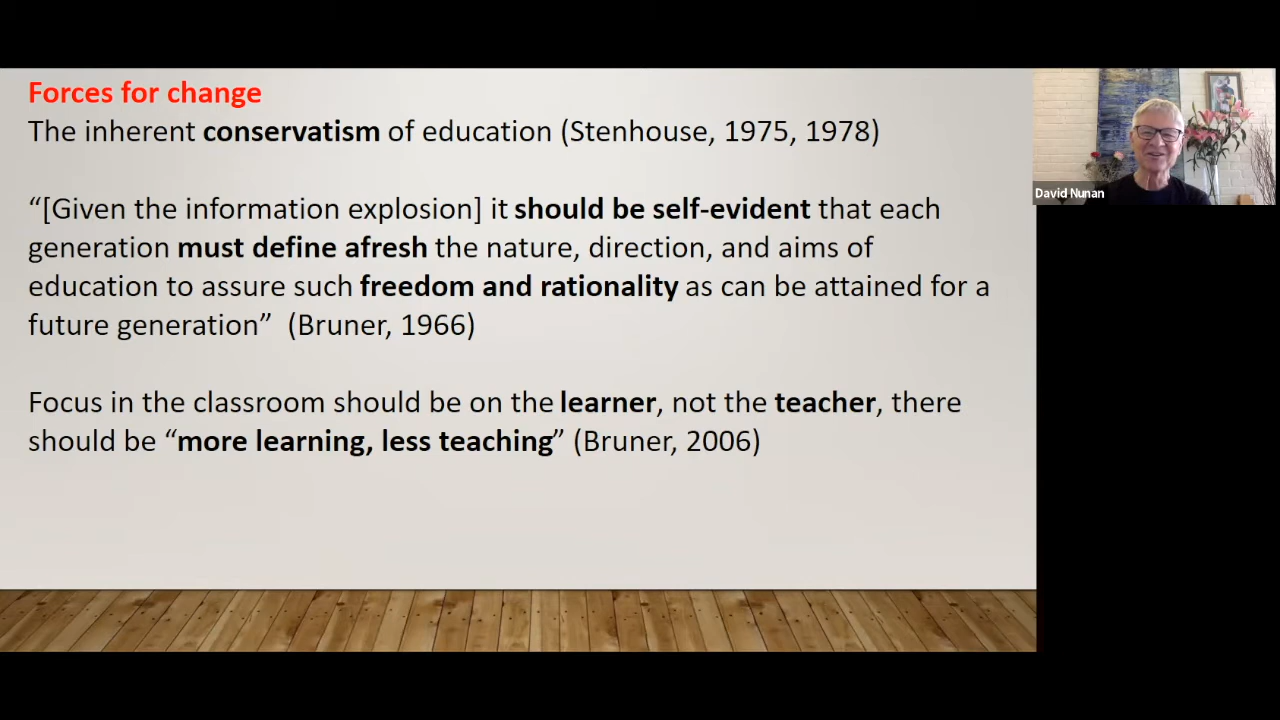 Forces for change
The inherent conservatism of education (Stenhouse, 1975, 1978)
“[Given the information explosion] it should be self-evident that each
generation must define afresh the nature, direction, and aims of
education to assure such freedom and rationality as can be attained for a
future generation”  (Bruner, 1966)
Focus in the classroom should be on the learner, not the teacher, there
should be “more learning, less teaching” (Bruner, 2006)
David Nunan